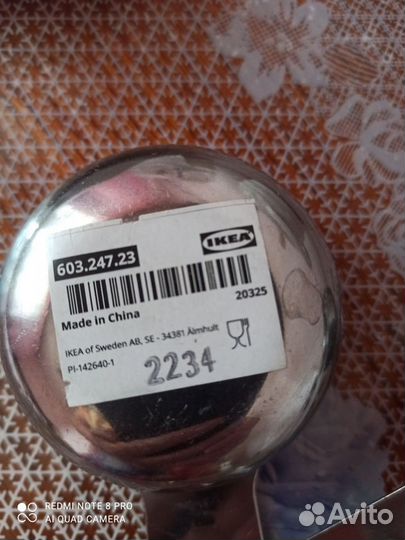 603.247.23
IKEA
20325
Made in China
IKEA of Sweden AB, SE - 34381 Älmhult
PI-142640-1
2234
REDMI NOTE 8 PRO
AI QUAD CAMERA
Avito